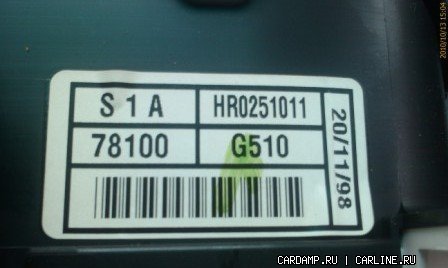 2010/10/13 15:04
S 1 A HR0251011
78100 G510
20/11/98
CARDAMP.RU | CARLINE.RU